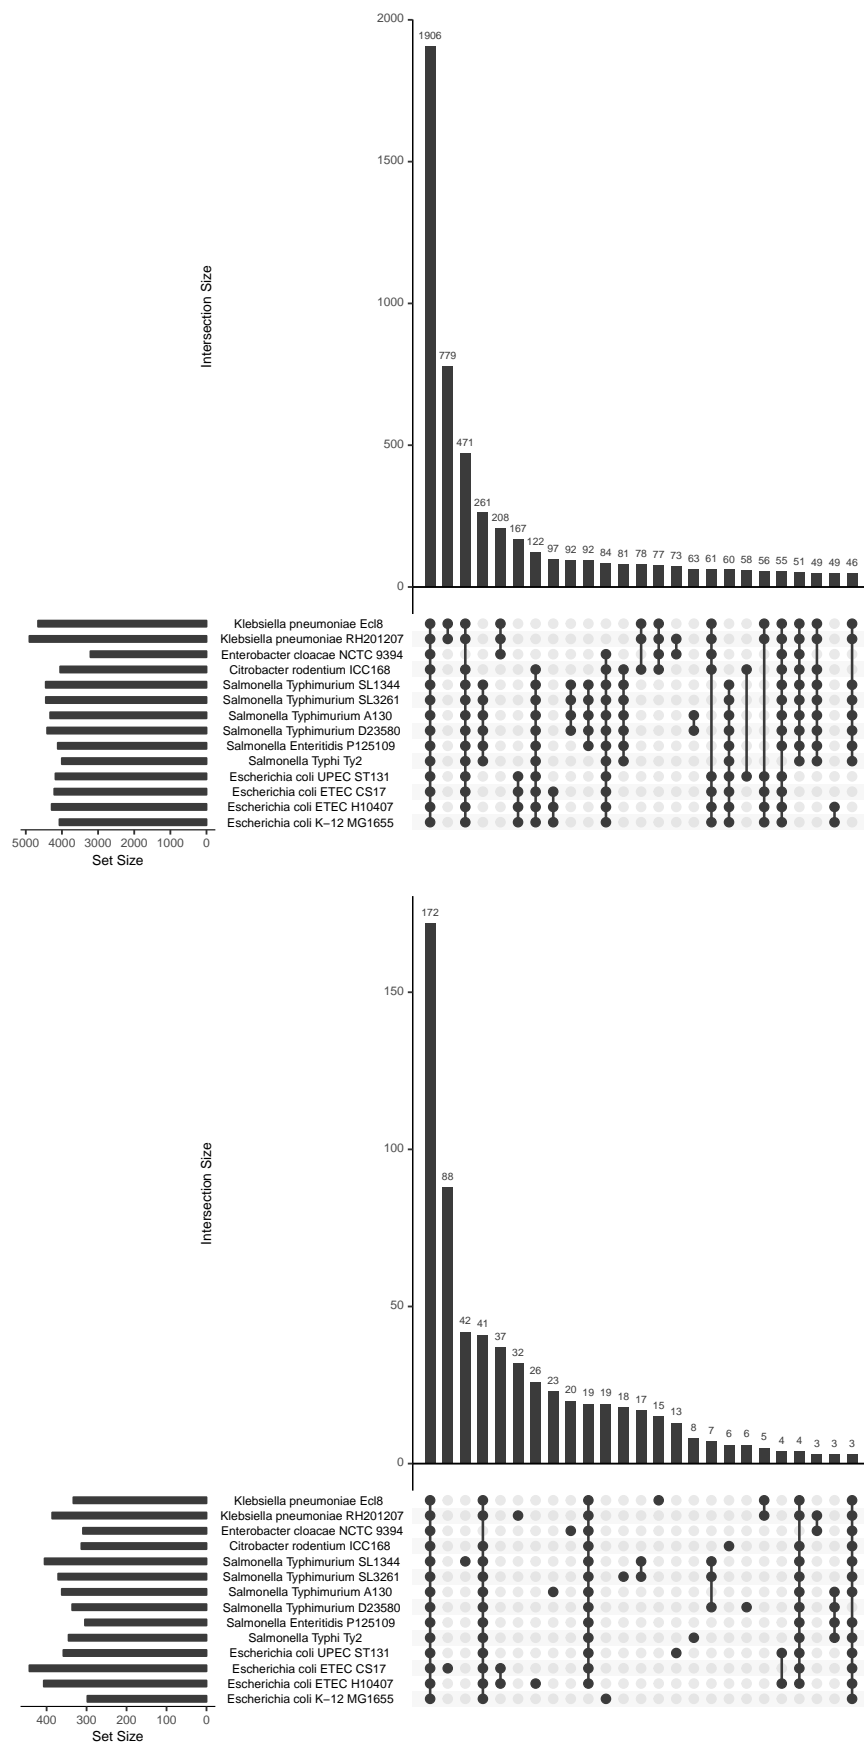 2000
1906
1500
Intersection Size
1000
779
500
471
261
208
167
122 97 92 92 84 81 78 77 73 63 61 60 58 56 55 51 49 49 46
0
Klebsiella pneumoniae Ecl8
Klebsiella pneumoniae RH201207
Enterobacter cloacae NCTC 9394
Citrobacter rodentium ICC168
Salmonella Typhimurium SL1344
Salmonella Typhimurium SL3261
Salmonella Typhimurium A130
Salmonella Typhimurium D23580
Salmonella Enteritidis P125109
Salmonella Typhi Ty2
Escherichia coli UPEC ST131
Escherichia coli ETEC CS17
Escherichia coli ETEC H10407
Escherichia coli K−12 MG1655
5000 4000 3000 2000 1000 0
Set Size
172
150
Intersection Size
100
88
50
42 41 37 32 26 23 20 19 19 18 17 15 13 8 7 6 6 5 4 4 3 3 3
0
Klebsiella pneumoniae Ecl8
Klebsiella pneumoniae RH201207
Enterobacter cloacae NCTC 9394
Citrobacter rodentium ICC168
Salmonella Typhimurium SL1344
Salmonella Typhimurium SL3261
Salmonella Typhimurium A130
Salmonella Typhimurium D23580
Salmonella Enteritidis P125109
Salmonella Typhi Ty2
Escherichia coli UPEC ST131
Escherichia coli ETEC CS17
Escherichia coli ETEC H10407
Escherichia coli K−12 MG1655
400 300 200 100 0
Set Size